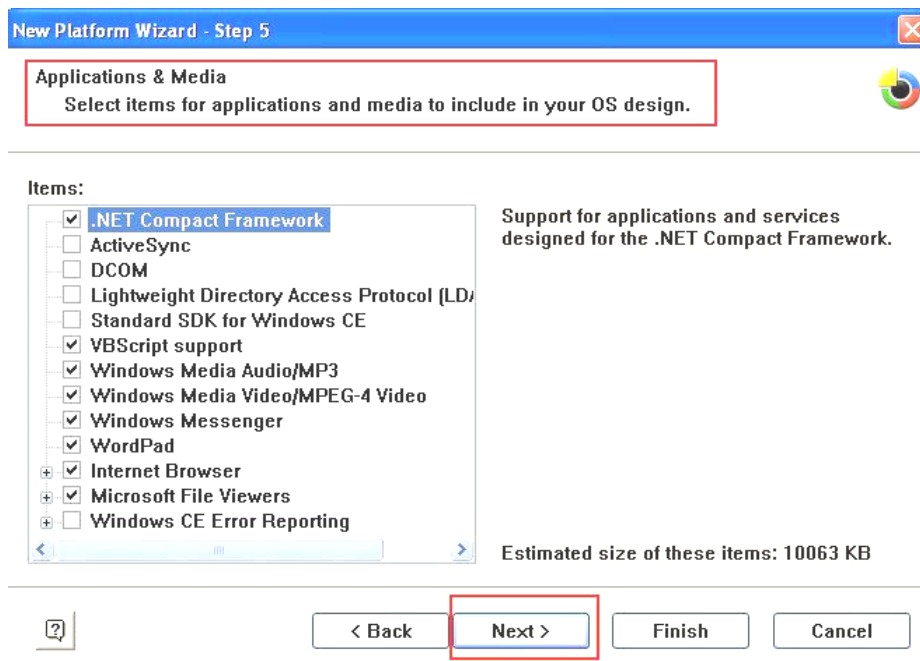 New Platform Wizard - Step 5
Applications & Media
Select items for applications and media to include in your OS design.
Items:
.NET Compact Framework
ActiveSync
DCOM
Lightweight Directory Access Protocol (LDA
Standard SDK for Windows CE
VBScript support
Windows Media Audio/MP3
Windows Media Video/MPEG-4 Video
Windows Messenger
WordPad
Internet Browser
Microsoft File Viewers
Windows CE Error Reporting
Support for applications and services
designed for the .NET Compact Framework.
Estimated size of these items: 10063 KB
< Back
Next >
Finish
Cancel